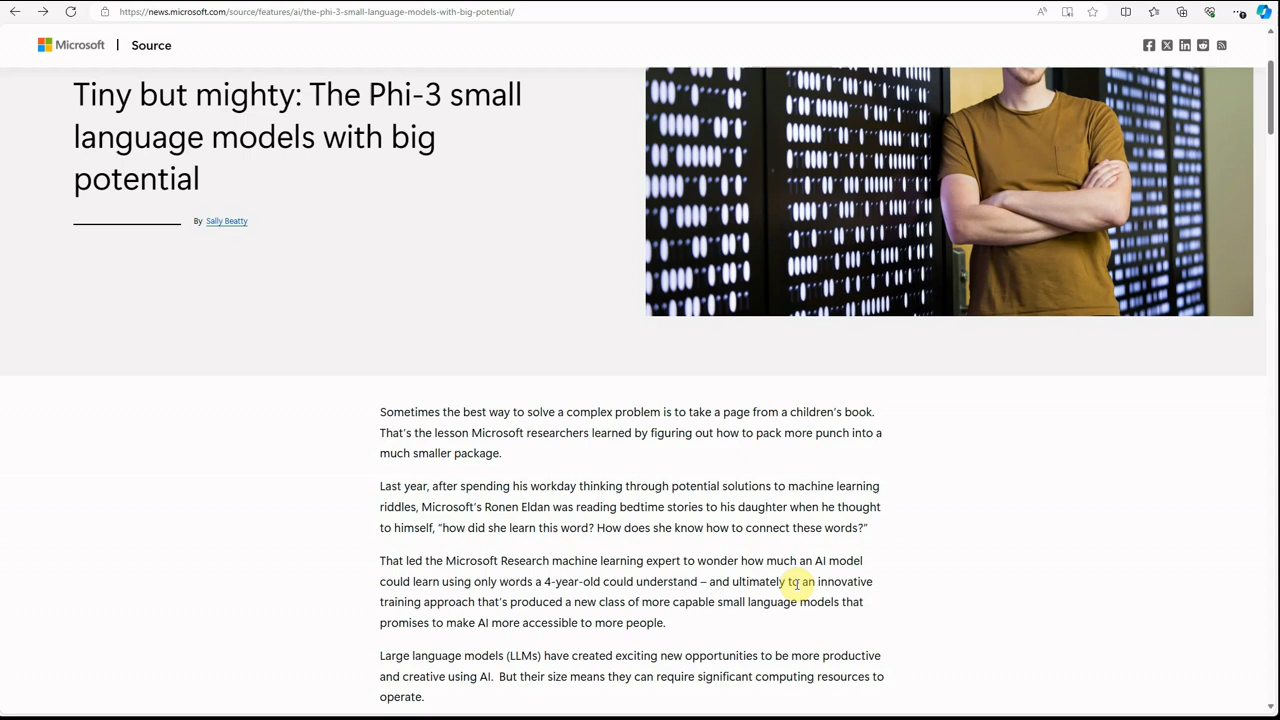 https://news.microsoft.com/source/features/ai/the-phi-3-small-language-models-with-big-potential/
Microsoft | Source
Tiny but mighty: The Phi-3 small
language models with big
potential
By Sally Beatty
Sometimes the best way to solve a complex problem is to take a page from a children’s book.
That’s the lesson Microsoft researchers learned by figuring out how to pack more punch into a
much smaller package.
Last year, after spending his workday thinking through potential solutions to machine learning
riddles, Microsoft’s Ronen Eldan was reading bedtime stories to his daughter when he thought
to himself, “how did she learn this word? How does she know how to connect these words?”
That led the Microsoft Research machine learning expert to wonder how much an AI model
could learn using only words a 4-year-old could understand – and ultimately to an innovative
training approach that’s produced a new class of more capable small language models that
promises to make AI more accessible to more people.
Large language models (LLMs) have created exciting new opportunities to be more productive
and creative using AI. But their size means they can require significant computing resources to
operate.